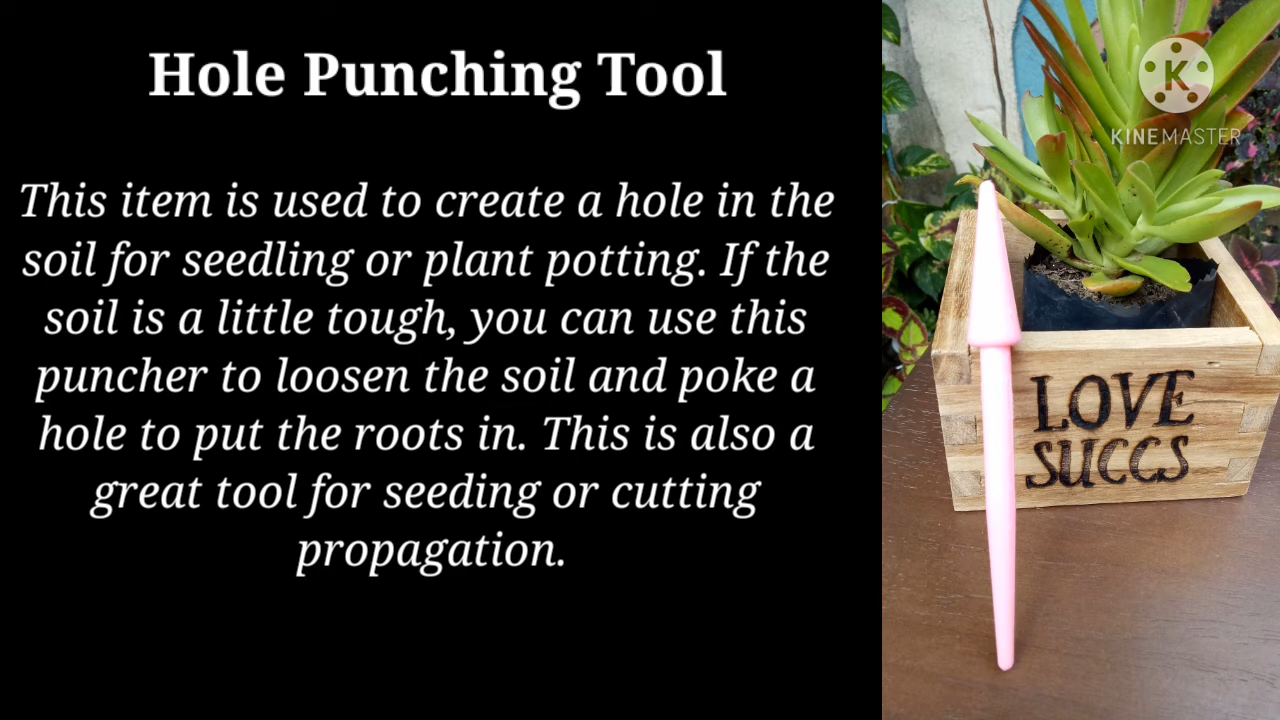 Hole Punching Tool
This item is used to create a hole in the
soil for seedling or plant potting. If the
soil is a little tough, you can use this
puncher to loosen the soil and poke a
hole to put the roots in. This is also a
great tool for seeding or cutting
propagation.
K
KINEMASTER
LOVE
SUCCS